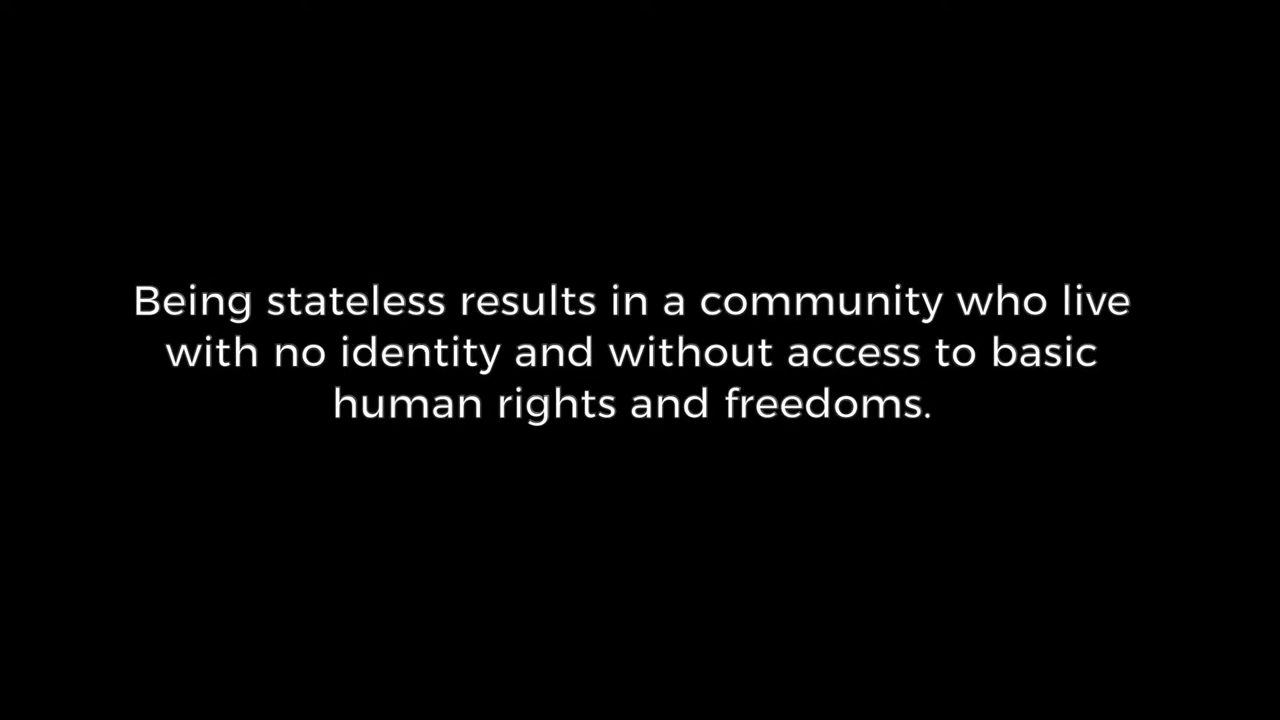 Being stateless results in a community who live
with no identity and without access to basic
human rights and freedoms.